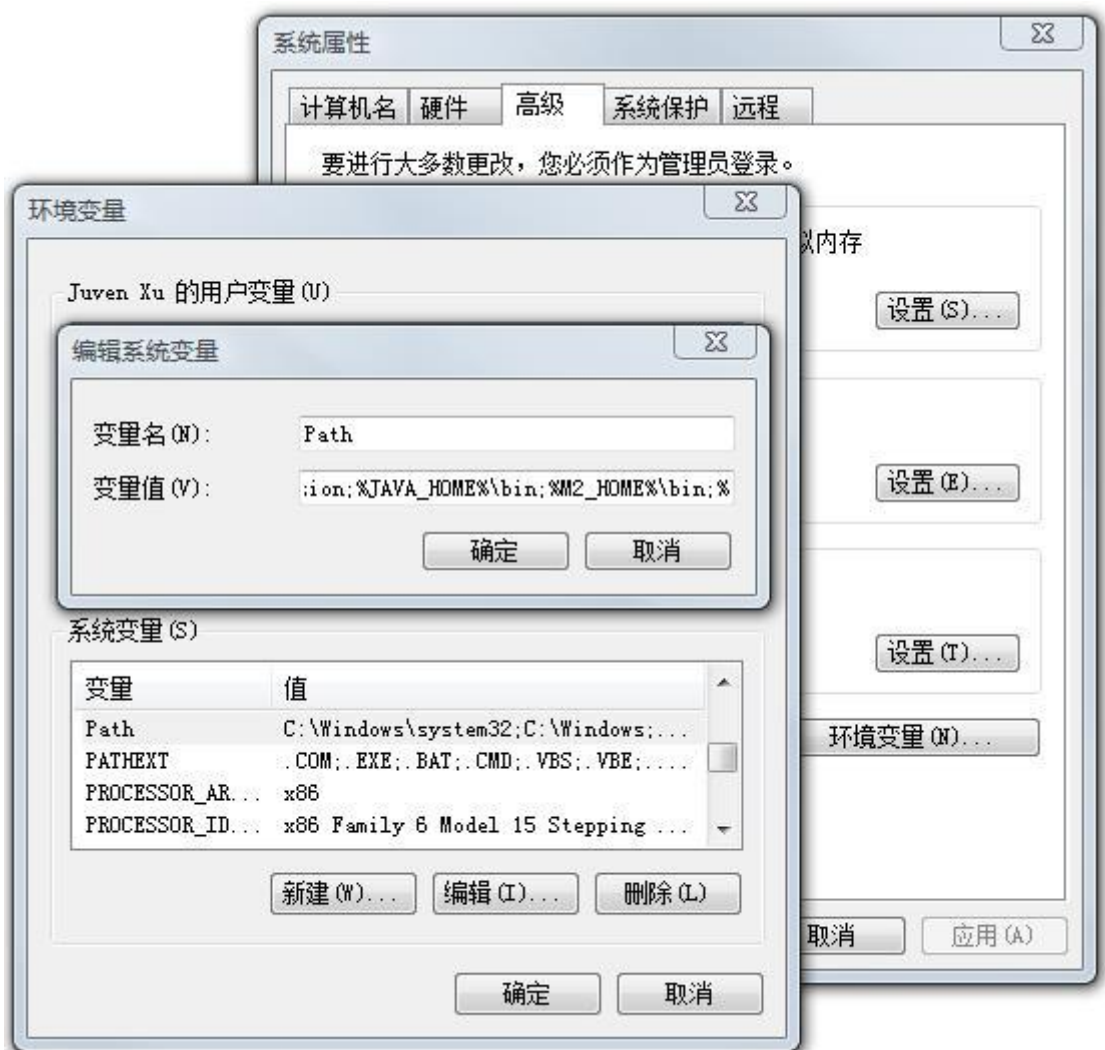 系统属性
计算机名 硬件 高级 系统保护 远程
要进行大多数更改，您必须作为管理员登录。
内存
设置(S)...
设置(E)...
设置(T)...
环境变量(N)...
取消 应用(A)
环境变量
Juven Xu 的用户变量(U)
编辑系统变量
变量名(N): Path
变量值(V): ;%JAVA_HOME%\bin;%M2_HOME%\bin;%
确定 取消
系统变量(S)
变量 值
Path C:\Windows\system32;C:\Windows;...
PATHEXT .COM;.EXE;.BAT;.CMD;.VBS;.VBE;....
PROCESSOR_AR... x86
PROCESSOR_ID... x86 Family 6 Model 15 Stepping ...
新建(W)... 编辑(I)... 删除(L)
确定 取消